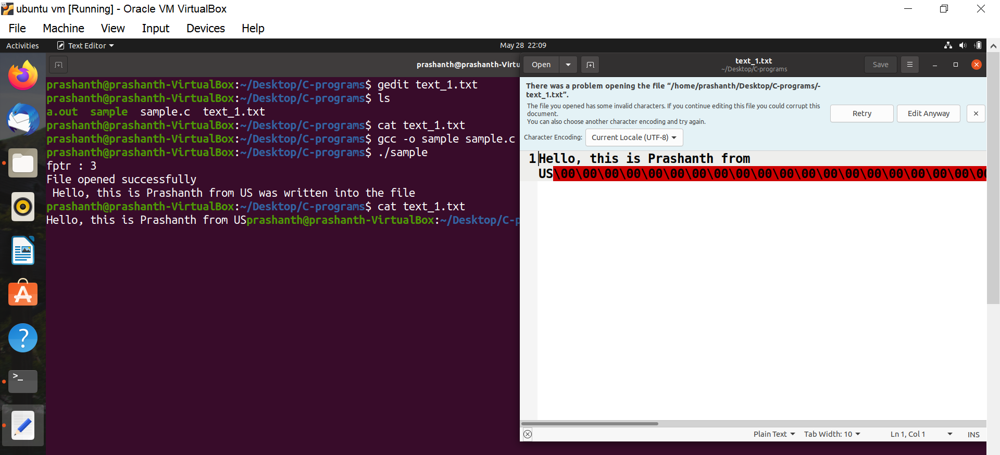 ubuntu vm [Running] - Oracle VM VirtualBox
File Machine View Input Devices Help
Activities Text Editor May 28 22:09
prashanth@prashanth-Virtu
prashanth@prashanth-VirtualBox:~/Desktop/C-programs$ gedit text_1.txt
prashanth@prashanth-VirtualBox:~/Desktop/C-programs$ ls
a.out sample sample.c text_1.txt
prashanth@prashanth-VirtualBox:~/Desktop/C-programs$ cat text_1.txt
prashanth@prashanth-VirtualBox:~/Desktop/C-programs$ gcc -o sample sample.c
prashanth@prashanth-VirtualBox:~/Desktop/C-programs$ ./sample
fptr : 3
File opened successfully
Hello, this is Prashanth from US was written into the file
prashanth@prashanth-VirtualBox:~/Desktop/C-programs$ cat text_1.txt
Hello, this is Prashanth from USprashanth@prashanth-VirtualBox:~/Desktop/C-p
Open text_1.txt Save
~/Desktop/C-programs
There was a problem opening the file “/home/prashanth/Desktop/C-programs/-
text_1.txt”.
The file you opened has some invalid characters. If you continue editing this file you could corrupt this
document.
You can also choose another character encoding and try again.
Retry Edit Anyway
Character Encoding: Current Locale (UTF-8)
1 Hello, this is Prashanth from
US\00\00\00\00\00\00\00\00\00\00\00\00\00\00\00\00\00\00\00\00
Plain Text Tab Width: 10 Ln 1, Col 1 INS